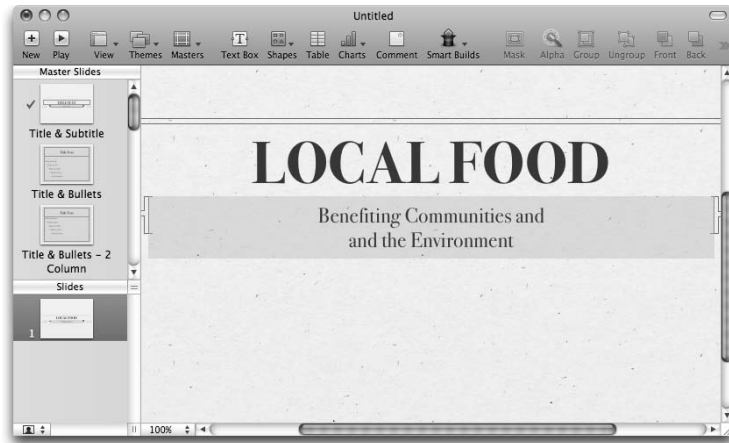 Untitled
New Play View Themes Masters Text Box Shapes Table Charts Comment Smart Builds Mask Alpha Group Ungroup Front Back
Master Slides
Title & Subtitle
Title & Bullets
Title & Bullets – 2
Column
Slides
1
LOCAL FOOD
Benefiting Communities and
and the Environment
100%